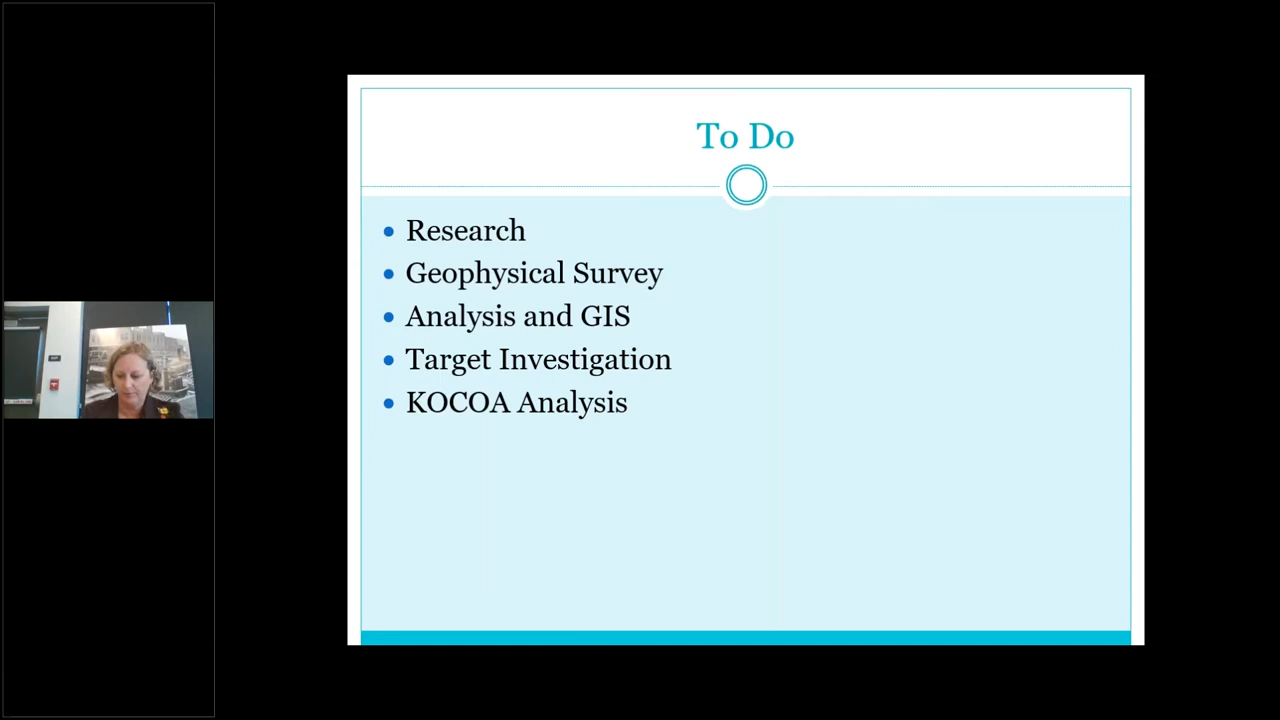 To Do
Research
Geophysical Survey
Analysis and GIS
Target Investigation
KOCOA Analysis